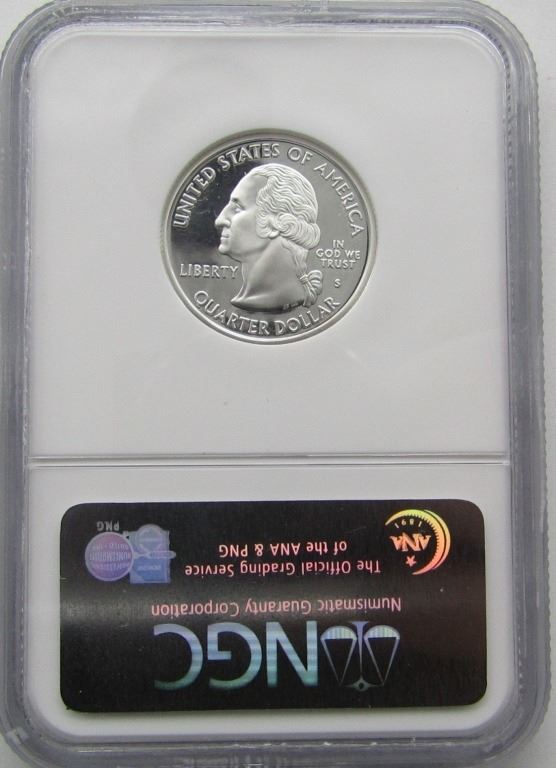 UNITED STATES OF AMERICA
LIBERTY
IN
GOD WE
TRUST
S
QUARTER DOLLAR
NGC
Numismatic Guaranty Corporation
The Official Grading Service
of the ANA & PNG
ANA
1891
PNG